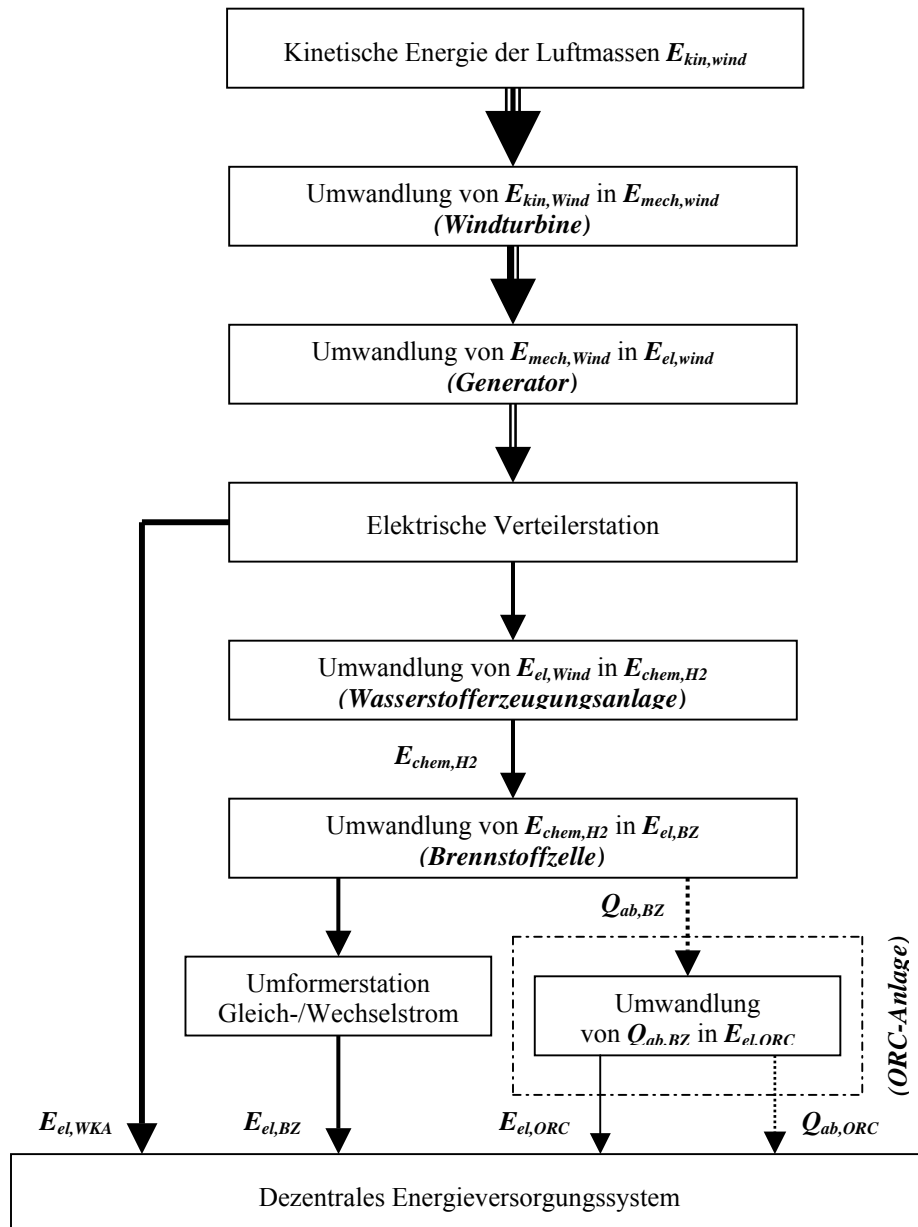 Kinetische Energie der Luftmassen E_kin,wind
Umwandlung von E_kin,Wind in E_mech,wind
(Windturbine)
Umwandlung von E_mech,Wind in E_el,wind
(Generator)
Elektrische Verteilerstation
Umwandlung von E_el,Wind in E_chem,H2
(Wasserstofferzeugungsanlage)
E_chem,H2
Umwandlung von E_chem,H2 in E_el,BZ
(Brennstoffzelle)
Q_ab,BZ
Umformerstation
Gleich-/Wechselstrom
Umwandlung
von Q_ab,BZ in E_el,ORC
(ORC-Anlage)
E_el,WKA
E_el,BZ
E_el,ORC
Q_ab,ORC
Dezentrales Energieversorgungssystem